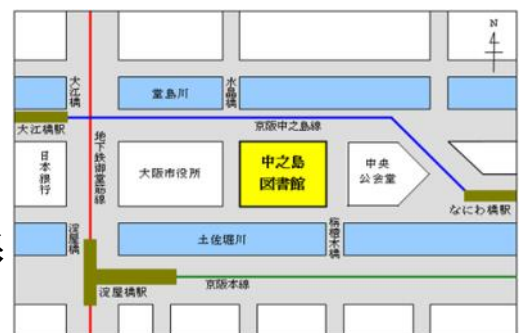 N
大江橋
堂島川
水晶橋
大江橋駅
京阪中之島線
地下鉄御堂筋線
日本銀行
大阪市役所
中之島
図書館
中央
公会堂
なにわ橋駅
淀屋橋
土佐堀川
栴檀木橋
淀屋橋駅
京阪本線